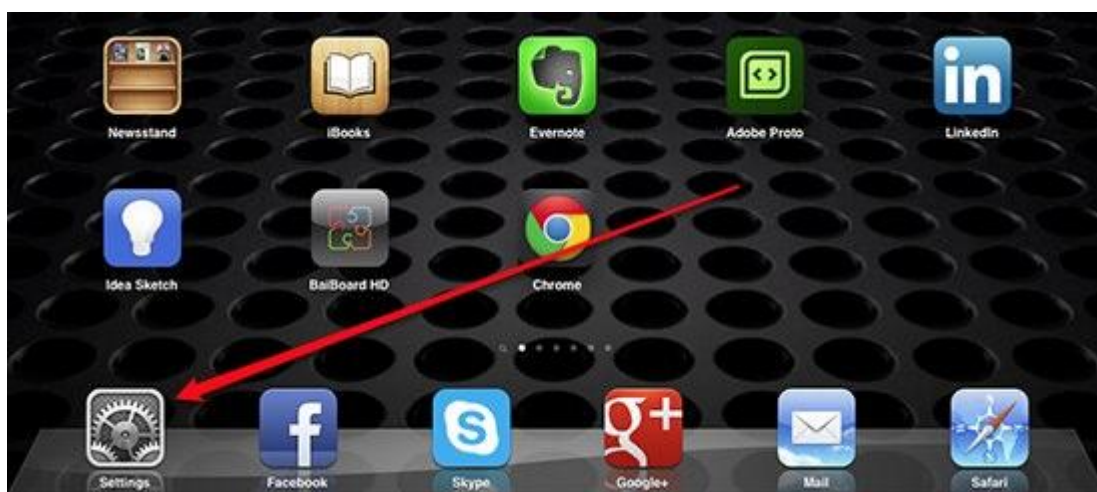 Newsstand
iBooks
Evernote
Adobe Proto
LinkedIn
in
Idea Sketch
BaiBoard HD
Chrome
Settings
Facebook
Skype
Google+
Mail
Safari
f
S
g+